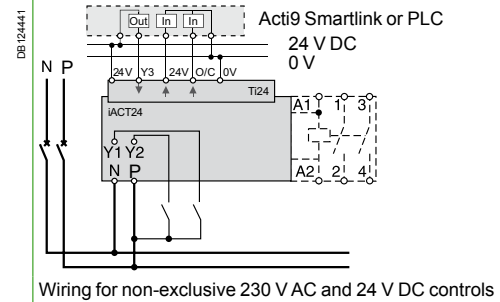 DB124441
Out In In Acti9 Smartlink or PLC
24 V DC
0 V
N P
24V Y3 24V O/C 0V
Ti24
iACT24
A1 1 3
Y1 Y2
N P
A2 2 4
Wiring for non-exclusive 230 V AC and 24 V DC controls